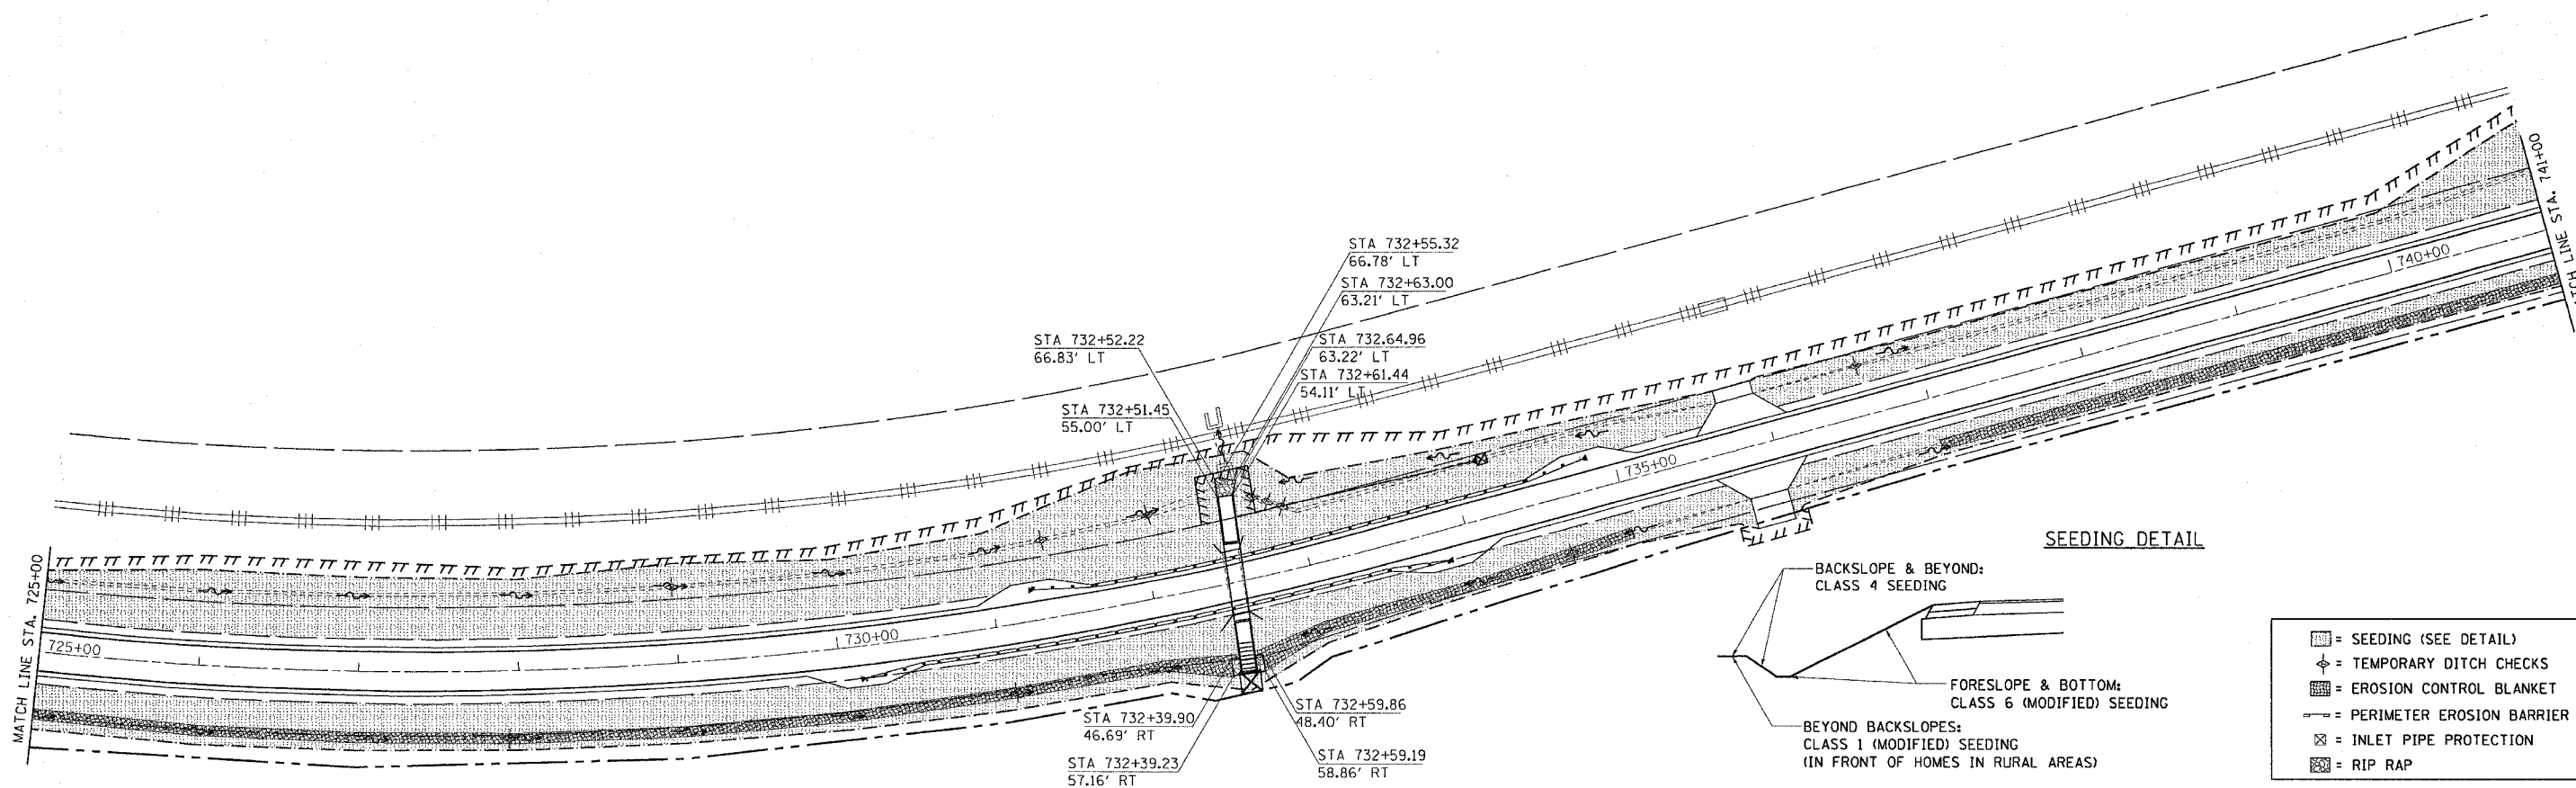 STA 732+55.32
66.78' LT
STA 732+63.00
63.21' LT
STA 732+52.22
66.83' LT
STA 732.64.96
63.22' LT
STA 732+61.44
54.11' LT
STA 732+51.45
55.00' LT
MATCH LINE STA. 725+00
725+00
730+00
735+00
740+00
TCH LINE STA. 741+00
STA 732+39.90
46.69' RT
STA 732+39.23
57.16' RT
STA 732+59.86
48.40' RT
STA 732+59.19
58.86' RT
SEEDING DETAIL
BACKSLOPE & BEYOND:
CLASS 4 SEEDING
FORESLOPE & BOTTOM:
CLASS 6 (MODIFIED) SEEDING
BEYOND BACKSLOPES:
CLASS 1 (MODIFIED) SEEDING
(IN FRONT OF HOMES IN RURAL AREAS)
= SEEDING (SEE DETAIL)
= TEMPORARY DITCH CHECKS
= EROSION CONTROL BLANKET
= PERIMETER EROSION BARRIER
= INLET PIPE PROTECTION
= RIP RAP